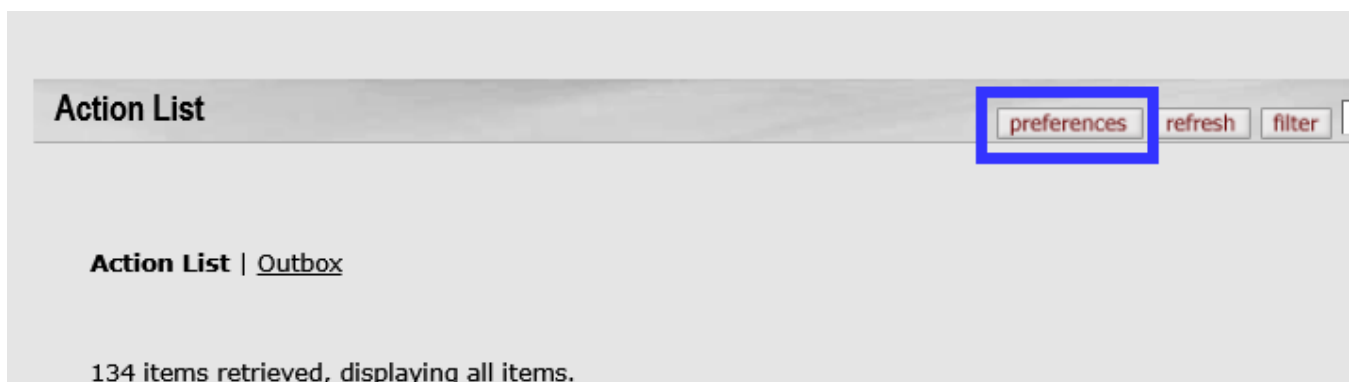 Action List
preferences refresh filter
Action List | Outbox
134 items retrieved, displaying all items.